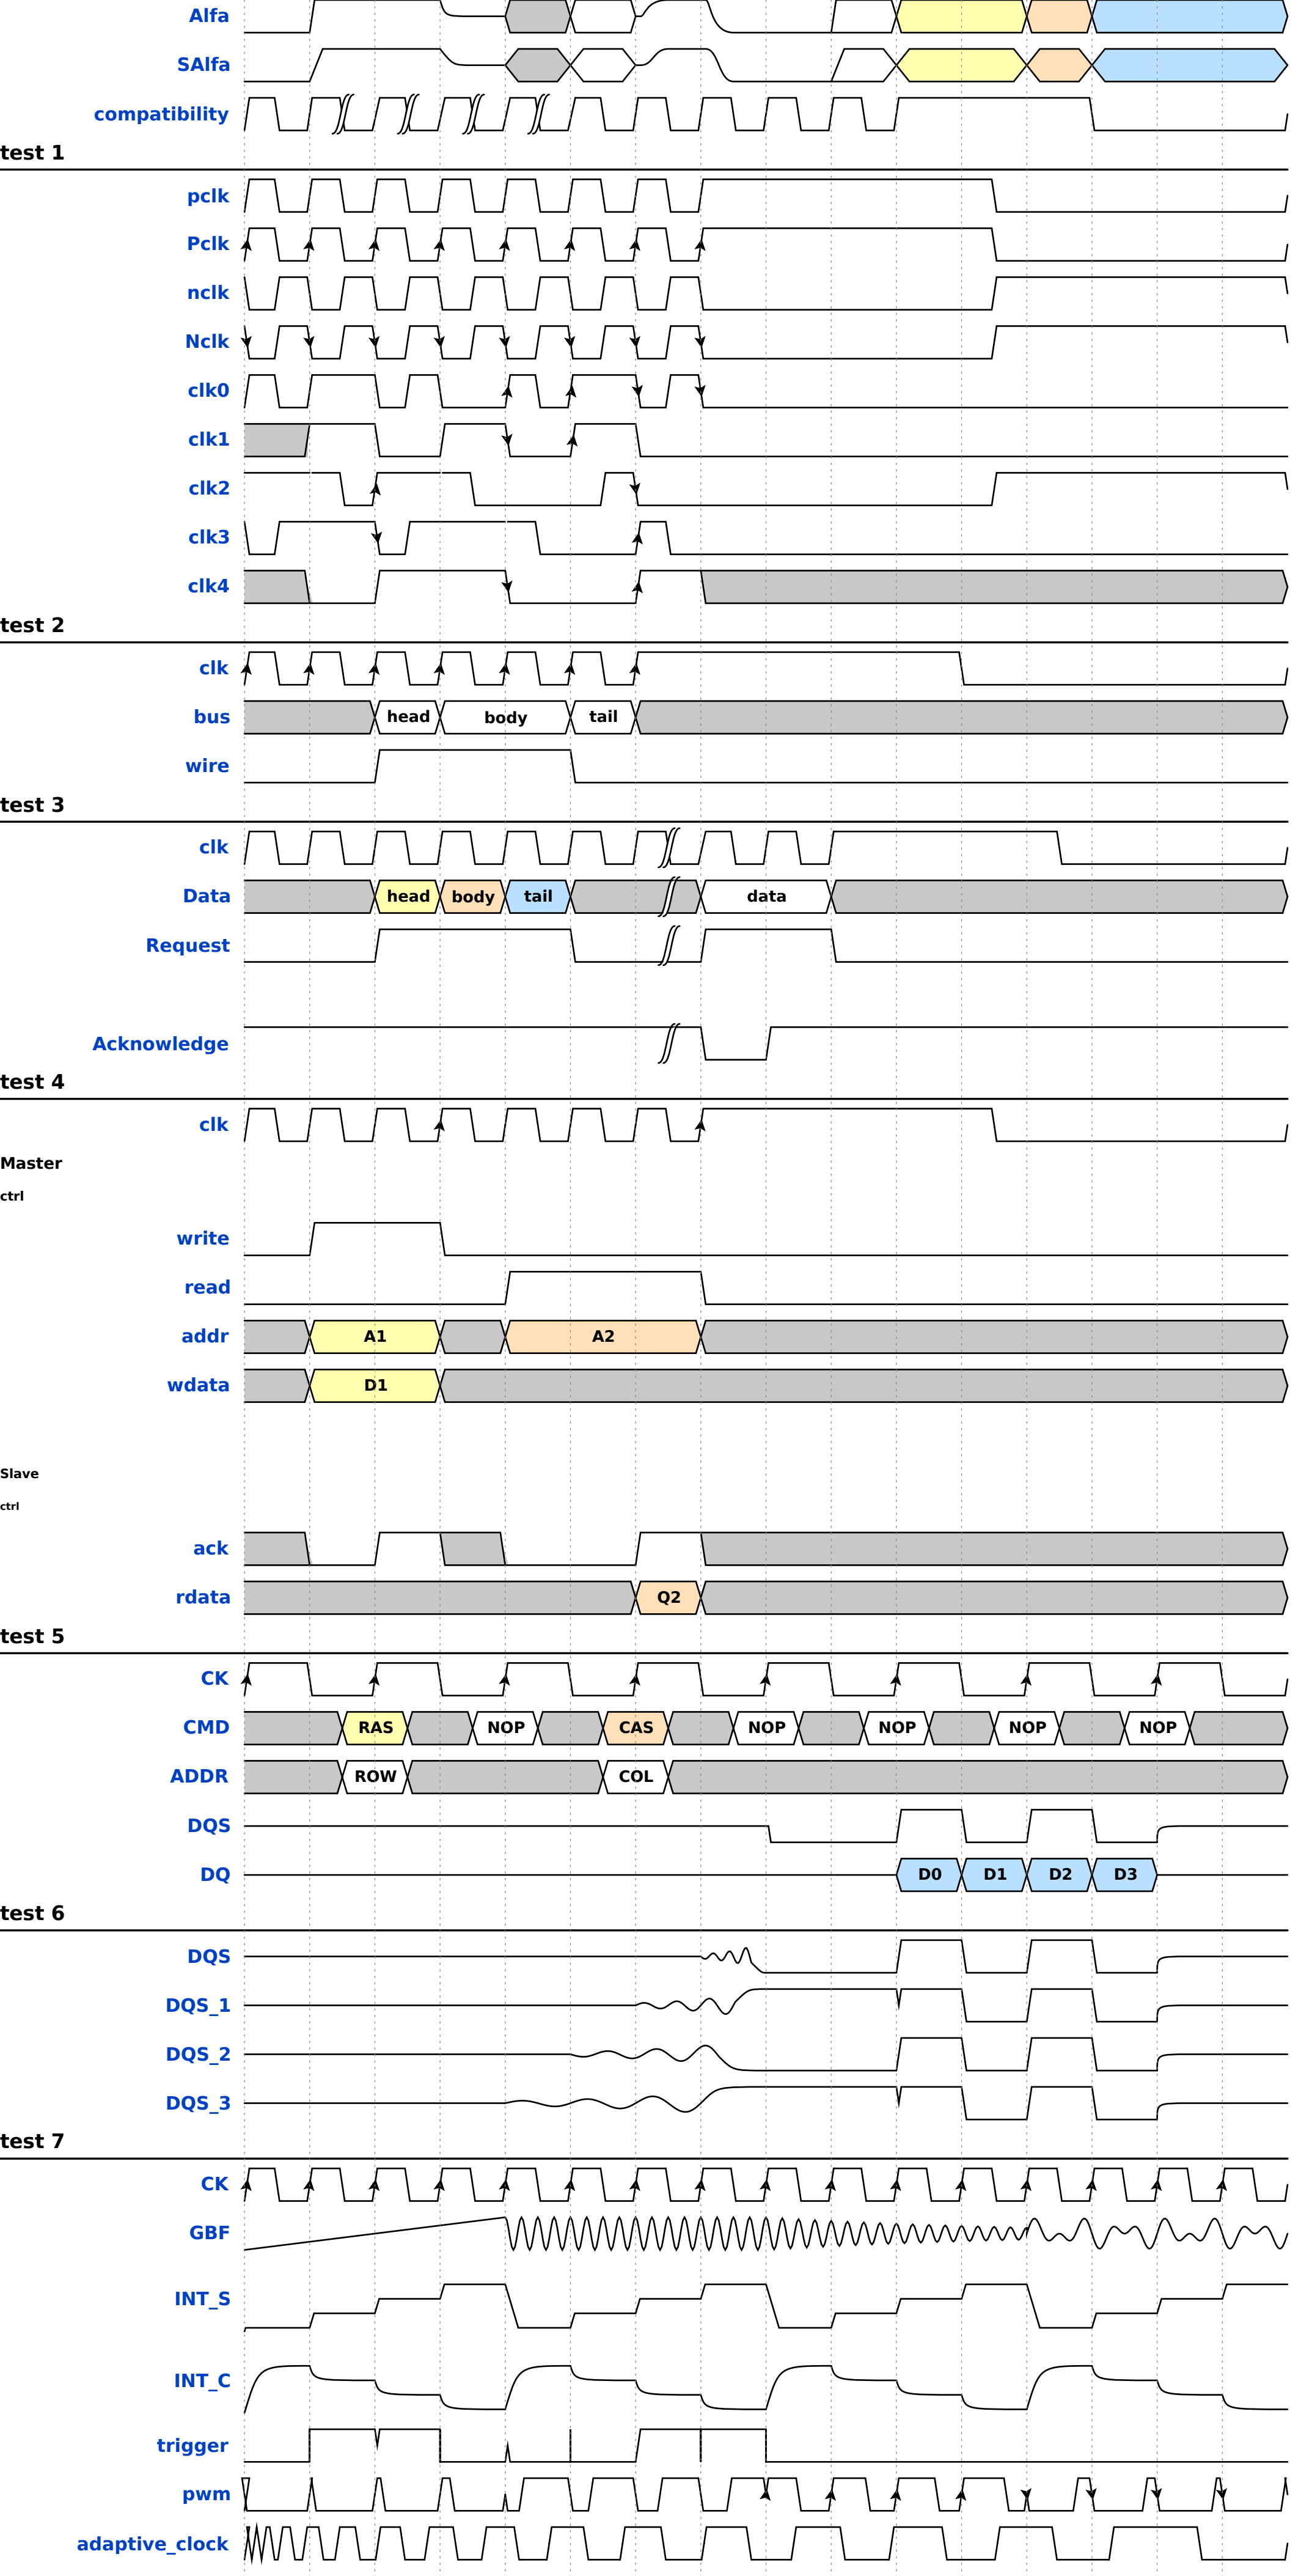 Alfa
SAlfa
compatibility
test 1
pclk
Pclk
nclk
Nclk
clk0
clk1
clk2
clk3
clk4
test 2
clk
bus head body tail
wire
test 3
clk
Data head body tail data
Request
Acknowledge
test 4
clk
Master
ctrl
write
read
addr A1 A2
wdata D1
Slave
ctrl
ack
rdata Q2
test 5
CK
CMD RAS NOP CAS NOP NOP NOP NOP
ADDR ROW COL
DQS
DQ D0 D1 D2 D3
test 6
DQS
DQS_1
DQS_2
DQS_3
test 7
CK
GBF
INT_S
INT_C
trigger
pwm
adaptive_clock